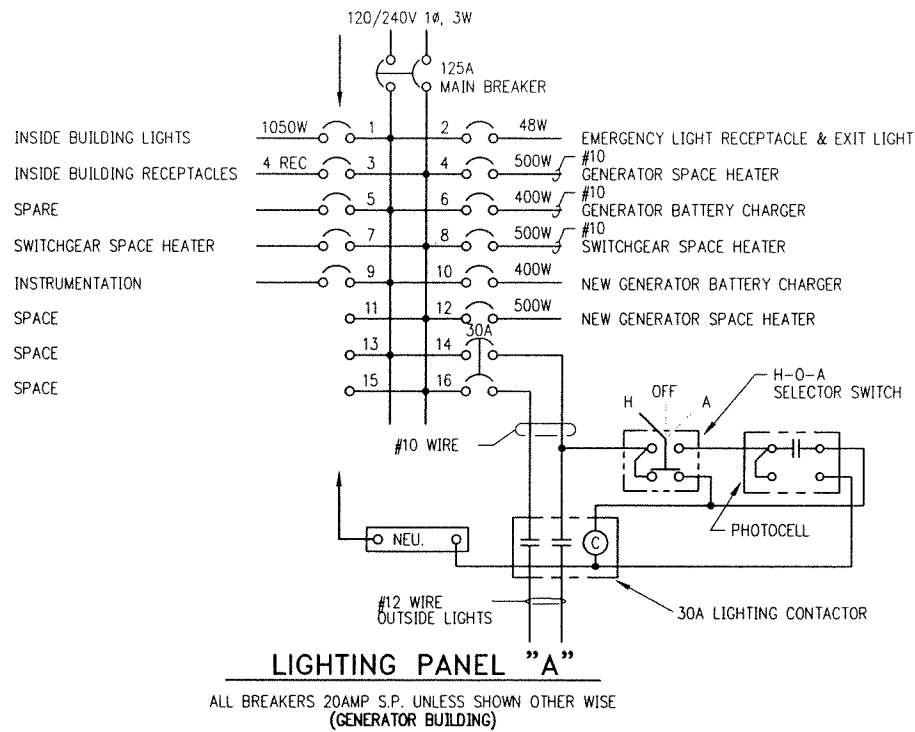 120/240V 1ø, 3W
125A
MAIN BREAKER
INSIDE BUILDING LIGHTS 1050W 1 2 48W EMERGENCY LIGHT RECEPTACLE & EXIT LIGHT
INSIDE BUILDING RECEPTACLES 4 REC 3 4 500W #10 GENERATOR SPACE HEATER
SPARE 5 6 400W #10 GENERATOR BATTERY CHARGER
SWITCHGEAR SPACE HEATER 7 8 500W #10 SWITCHGEAR SPACE HEATER
INSTRUMENTATION 9 10 400W NEW GENERATOR BATTERY CHARGER
SPACE 11 12 500W NEW GENERATOR SPACE HEATER
30A
SPACE 13 14
SPACE 15 16
H OFF A
H-O-A
SELECTOR SWITCH
#10 WIRE
PHOTOCELL
NEU.
C
#12 WIRE
OUTSIDE LIGHTS
30A LIGHTING CONTACTOR
LIGHTING PANEL "A"
ALL BREAKERS 20AMP S.P. UNLESS SHOWN OTHER WISE
(GENERATOR BUILDING)